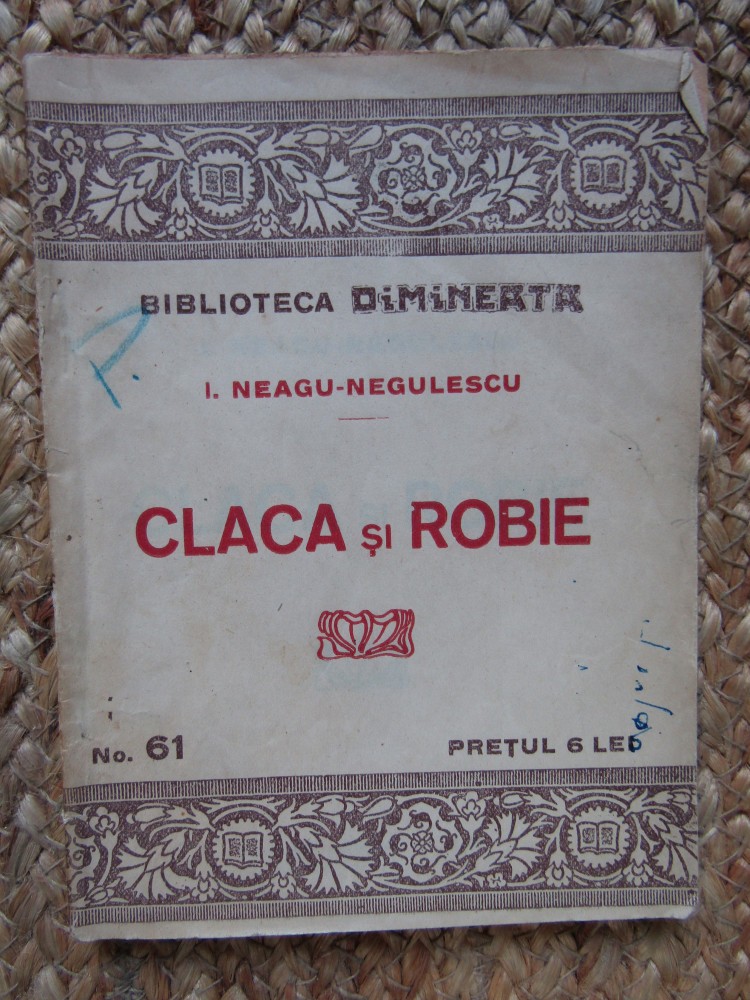 BIBLIOTECA DiMiNEAȚA
I. NEAGU-NEGULESCU
CLACA ȘI ROBIE
No. 61
PREȚUL 6 LEI
P.